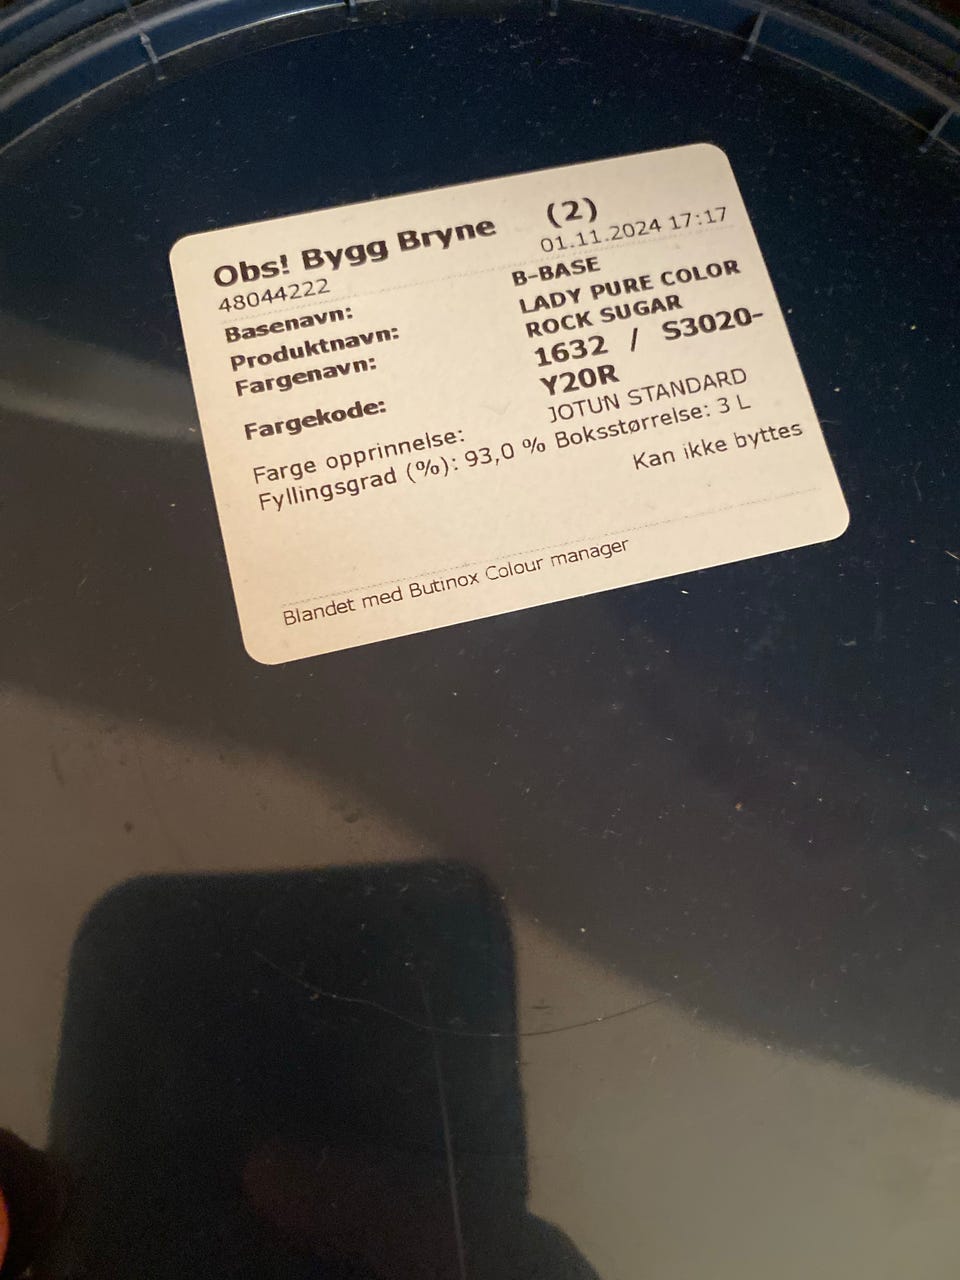 Obs! Bygg Bryne (2)
48044222 01.11.2024 17:17
Basenavn: B-BASE
Produktnavn: LADY PURE COLOR
Fargenavn: ROCK SUGAR
Fargekode: 1632 / S3020-
Y20R
Farge opprinnelse: JOTUN STANDARD
Fyllingsgrad (%): 93,0 % Boksstørrelse: 3 L
Kan ikke byttes
Blandet med Butinox Colour manager